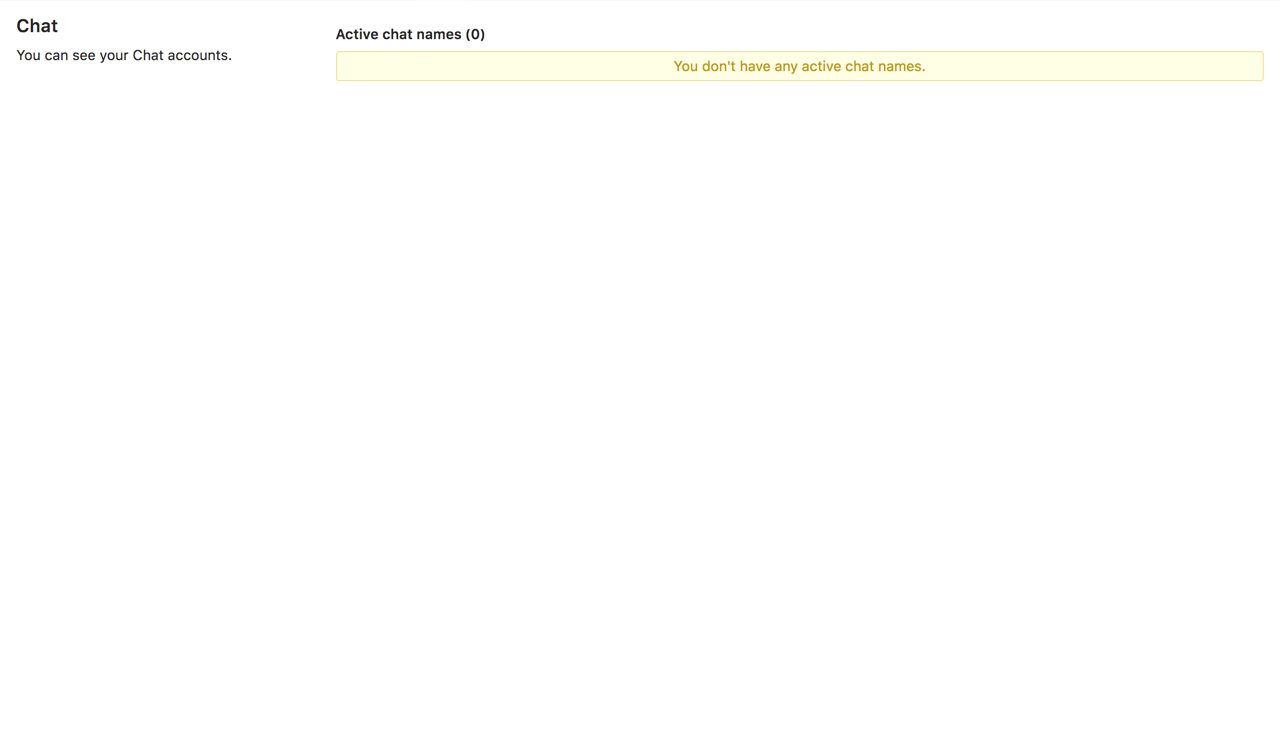 Chat
You can see your Chat accounts.
Active chat names (0)
You don't have any active chat names.